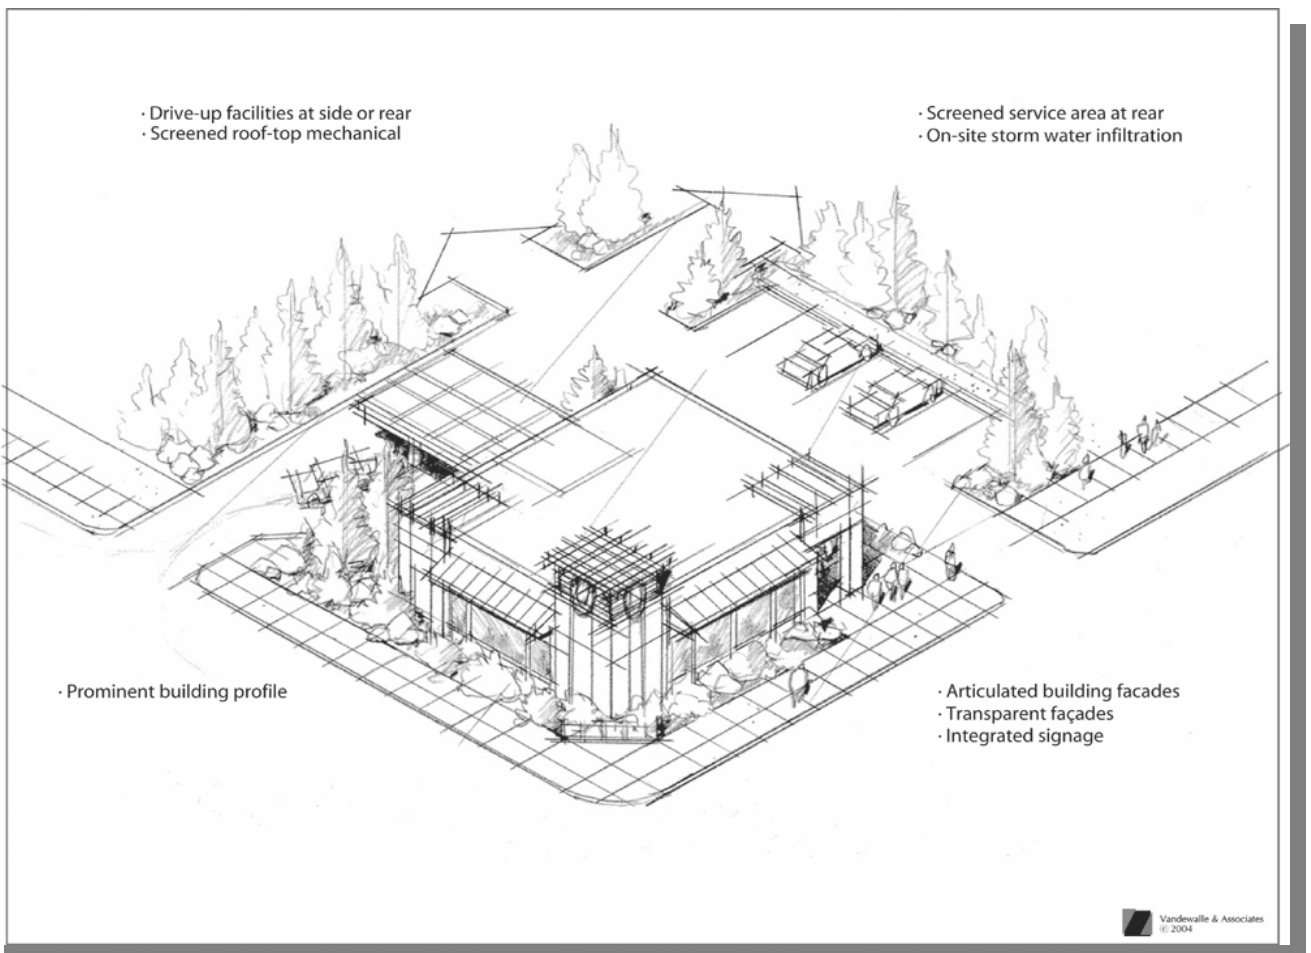 · Drive-up facilities at side or rear
· Screened roof-top mechanical
· Screened service area at rear
· On-site storm water infiltration
· Prominent building profile
· Articulated building facades
· Transparent façades
· Integrated signage
Vandewalle & Associates
© 2004